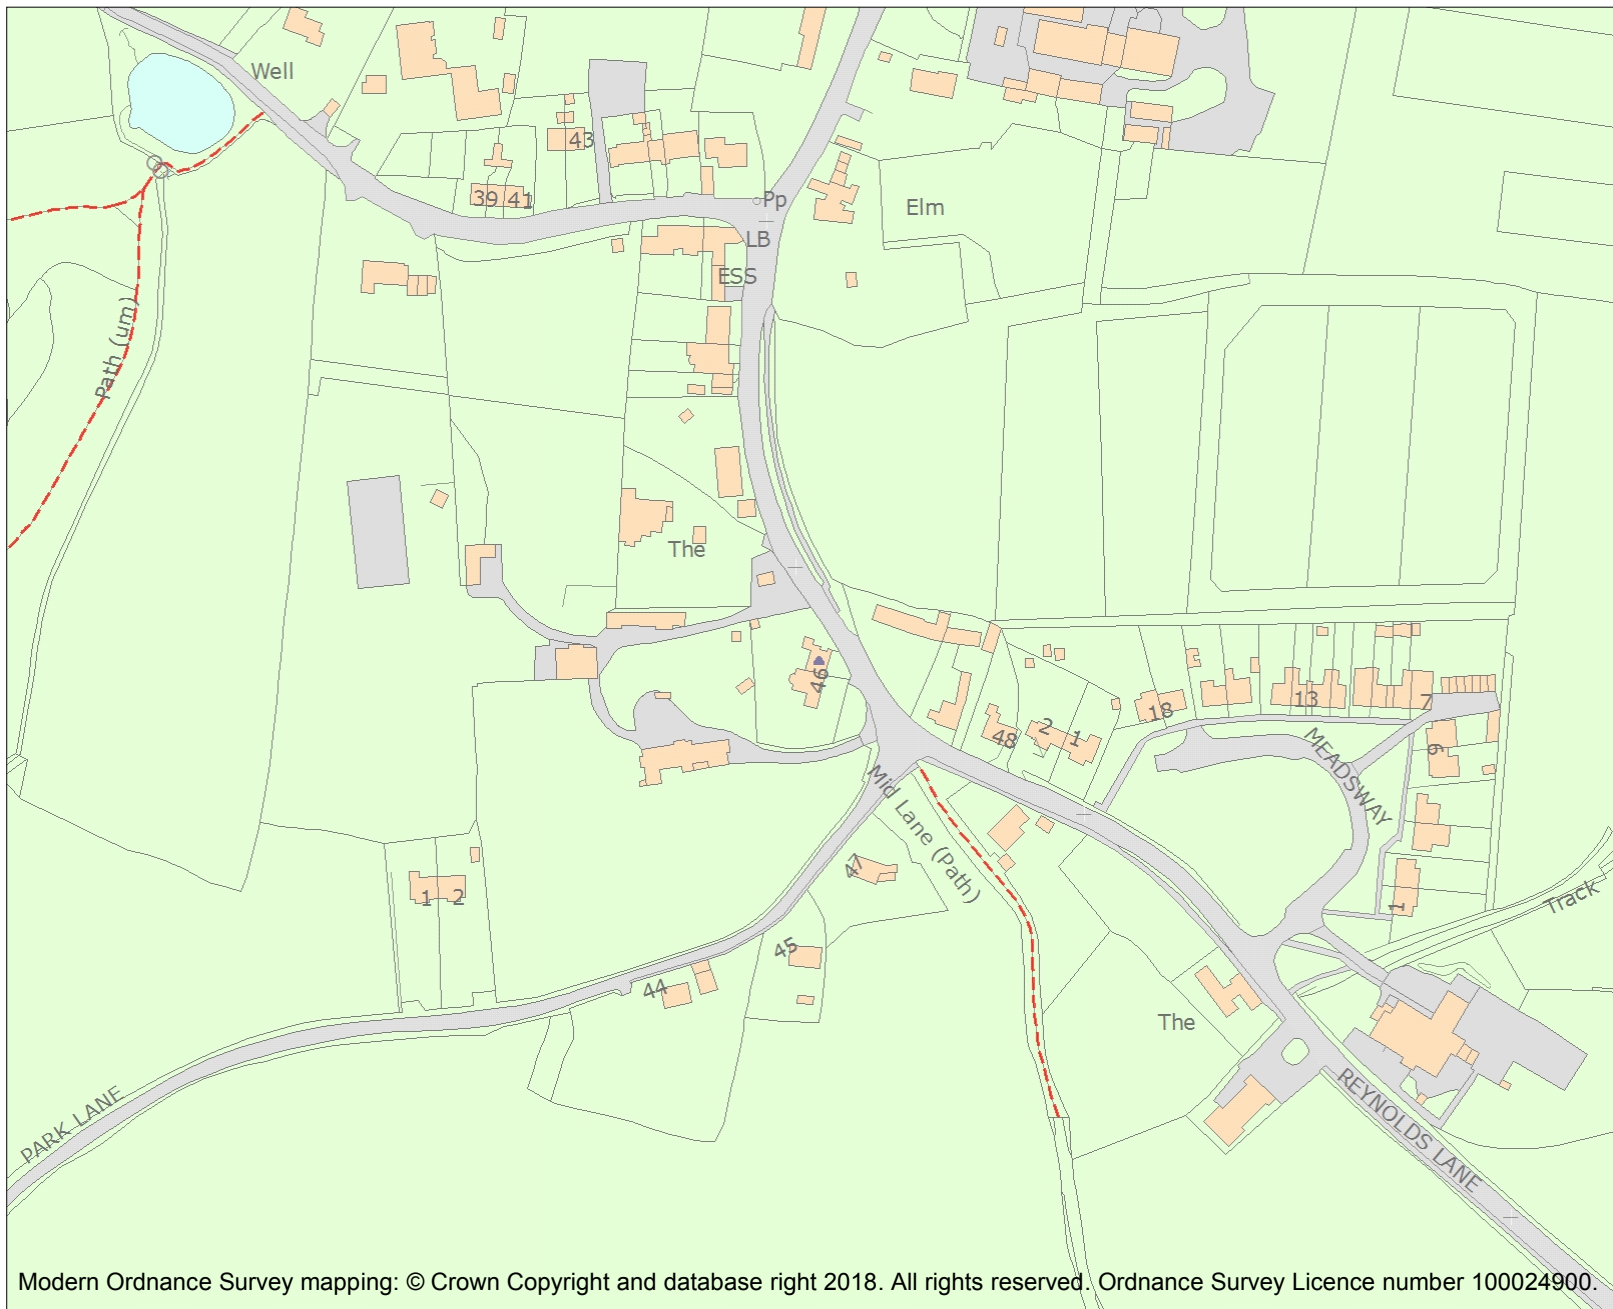 Well
43
39 41
Pp
Elm
LB
ESS
Path (um)
The
46
18
13
7
2
1
48
6
MEADSWAY
Mid Lane (Path)
47
1 2
1
Track
45
44
The
PARK LANE
REYNOLDS LANE
Modern Ordnance Survey mapping: © Crown Copyright and database right 2018. All rights reserved. Ordnance Survey Licence number 100024900.